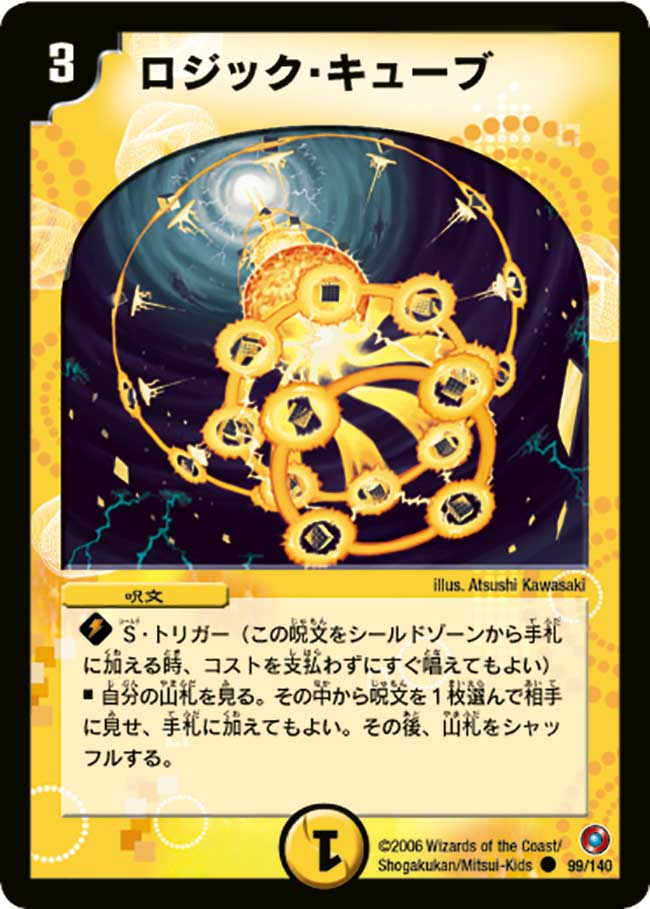 3
ロジック・キューブ
illus. Atsushi Kawasaki
呪文
S・トリガー（この呪文をシールドゾーンから手札
に加える時、コストを支払わずにすぐ唱えてもよい）
■ 自分の山札を見る。その中から呪文を1枚選んで相手
に見せ、手札に加えてもよい。その後、山札をシャッ
フルする。
1
©2006 Wizards of the Coast/
Shogakukan/Mitsui-Kids ● 99/140